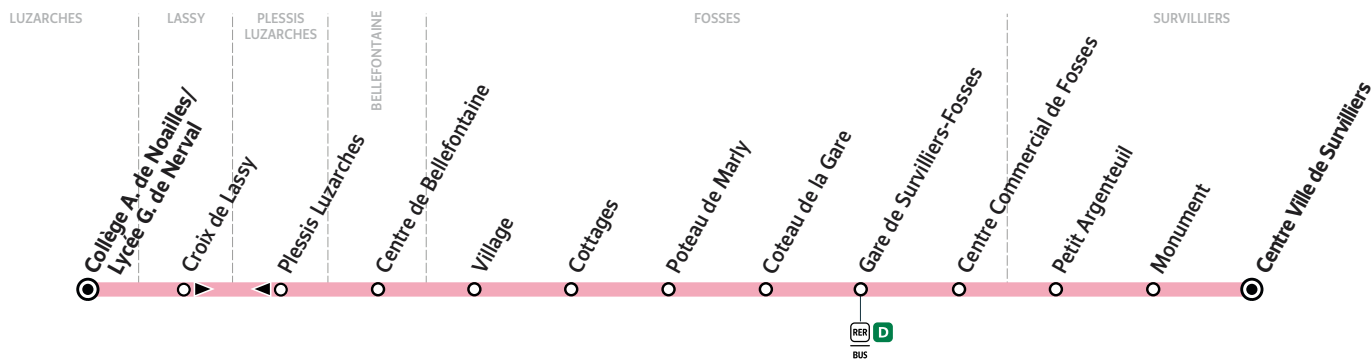 LUZARCHES
LASSY
PLESSIS
LUZARCHES
BELLEFONTAINE
FOSSES
SURVILLIERS
Collège A. de Noailles/
Lycée G. de Nerval
Croix de Lassy
Plessis Luzarches
Centre de Bellefontaine
Village
Cottages
Poteau de Marly
Coteau de la Gare
Gare de Survilliers-Fosses
Centre Commercial de Fosses
Petit Argenteuil
Monument
Centre Ville de Survilliers
RER D
BUS